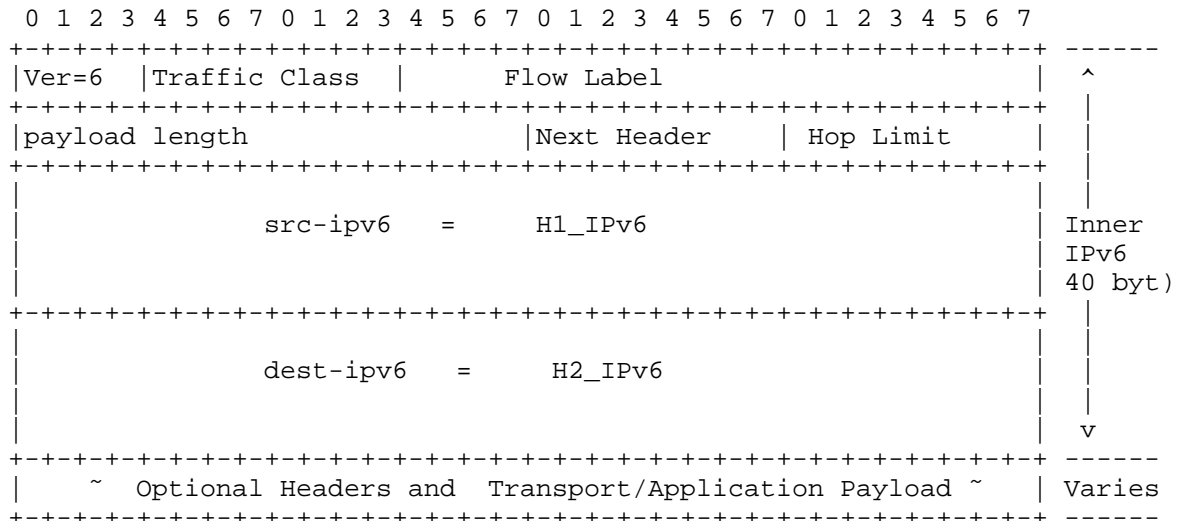 0 1 2 3 4 5 6 7 0 1 2 3 4 5 6 7 0 1 2 3 4 5 6 7 0 1 2 3 4 5 6 7
+-+-+-+-+-+-+-+-+-+-+-+-+-+-+-+-+-+-+-+-+-+-+-+-+-+-+-+-+-+-+-+-+ ------
|Ver=6  |Traffic Class  |      Flow Label                       |  ^
+-+-+-+-+-+-+-+-+-+-+-+-+-+-+-+-+-+-+-+-+-+-+-+-+-+-+-+-+-+-+-+-+  |
|payload length                 |Next Header    | Hop Limit     |  |
+-+-+-+-+-+-+-+-+-+-+-+-+-+-+-+-+-+-+-+-+-+-+-+-+-+-+-+-+-+-+-+-+  |
|                                                               |  |
|               src-ipv6   =     H1_IPv6                        | Inner
|                                                               | IPv6
|                                                               | 40 byt)
+-+-+-+-+-+-+-+-+-+-+-+-+-+-+-+-+-+-+-+-+-+-+-+-+-+-+-+-+-+-+-+-+  |
|                                                               |  |
|               dest-ipv6   =     H2_IPv6                       |  |
|                                                               |  |
|                                                               |  v
+-+-+-+-+-+-+-+-+-+-+-+-+-+-+-+-+-+-+-+-+-+-+-+-+-+-+-+-+-+-+-+-+ ------
|    ~  Optional Headers and  Transport/Application Payload ~   | Varies
+-+-+-+-+-+-+-+-+-+-+-+-+-+-+-+-+-+-+-+-+-+-+-+-+-+-+-+-+-+-+-+-+ ------